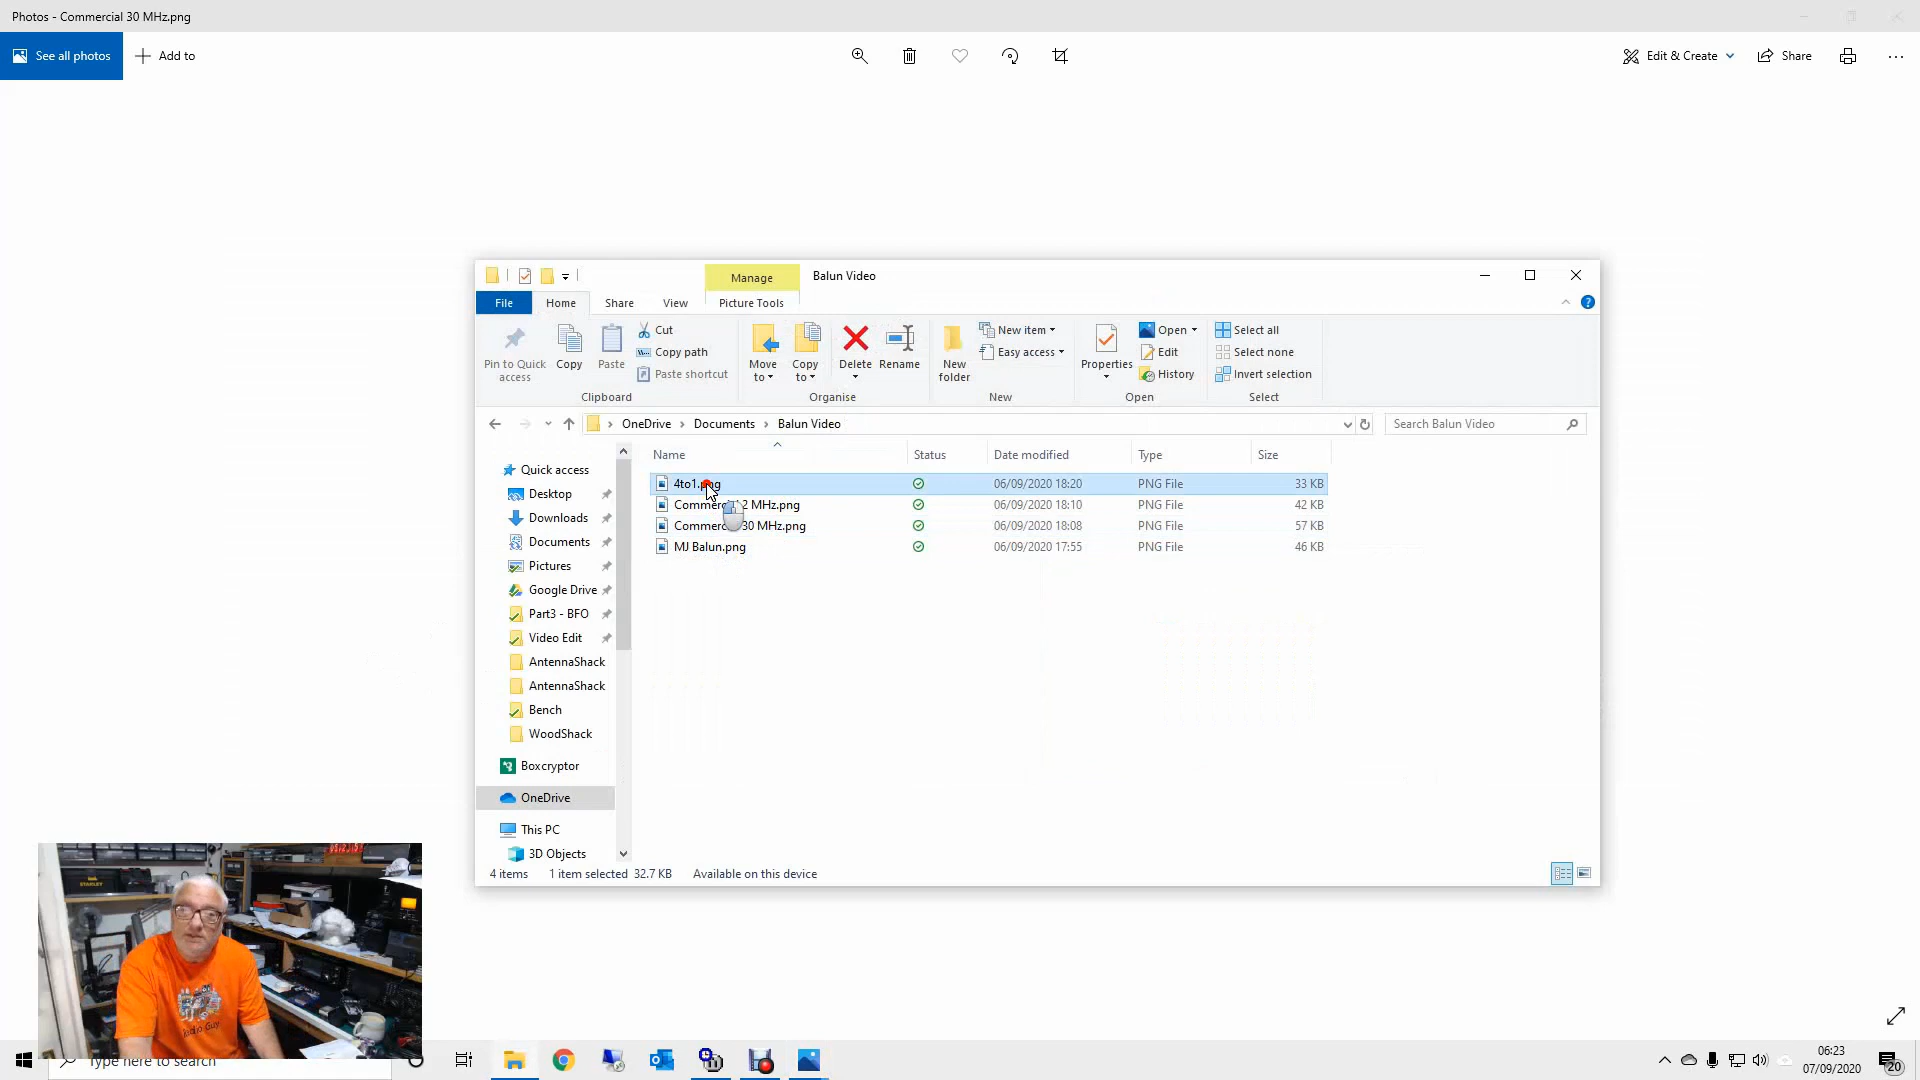 Photos - Commercial 30 MHz.png
See all photos
Add to
Edit & Create
Share
Manage
Balun Video
File
Home
Share
View
Picture Tools
Pin to Quick access
Copy
Paste
Cut
Copy path
Paste shortcut
Clipboard
Move to
Copy to
Delete
Rename
Organise
New folder
New item
Easy access
New
Properties
Open
Edit
History
Open
Select all
Select none
Invert selection
Select
OneDrive
Documents
Balun Video
Search Balun Video
Name
Status
Date modified
Type
Size
4to1.png
06/09/2020 18:20
PNG File
33 KB
2 MHz.png
06/09/2020 18:10
PNG File
42 KB
30 MHz.png
06/09/2020 18:08
PNG File
57 KB
MJ Balun.png
06/09/2020 17:55
PNG File
46 KB
Quick access
Desktop
Downloads
Documents
Pictures
Google Drive
Part3 - BFO
Video Edit
AntennaShack
AntennaShack
Bench
WoodShack
Boxcryptor
OneDrive
This PC
3D Objects
4 items
1 item selected 32.7 KB
Available on this device
STANLEY
Radio Guy
Type here to search
06:23
07/09/2020
20